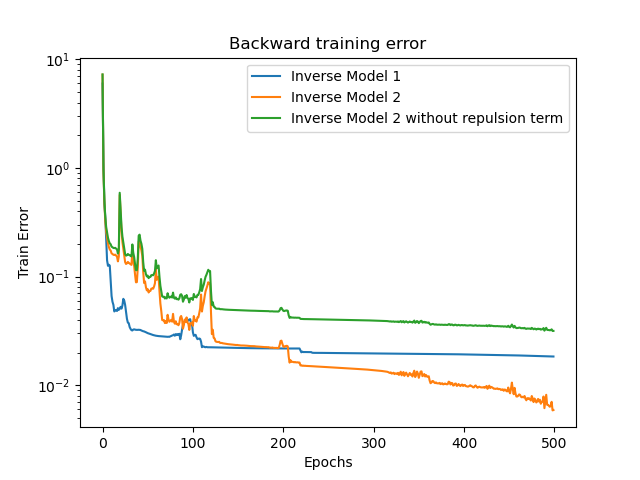 Backward training error
Inverse Model 1
Inverse Model 2
Inverse Model 2 without repulsion term
Train Error
10^1
10^0
10^-1
10^-2
0 100 200 300 400 500
Epochs